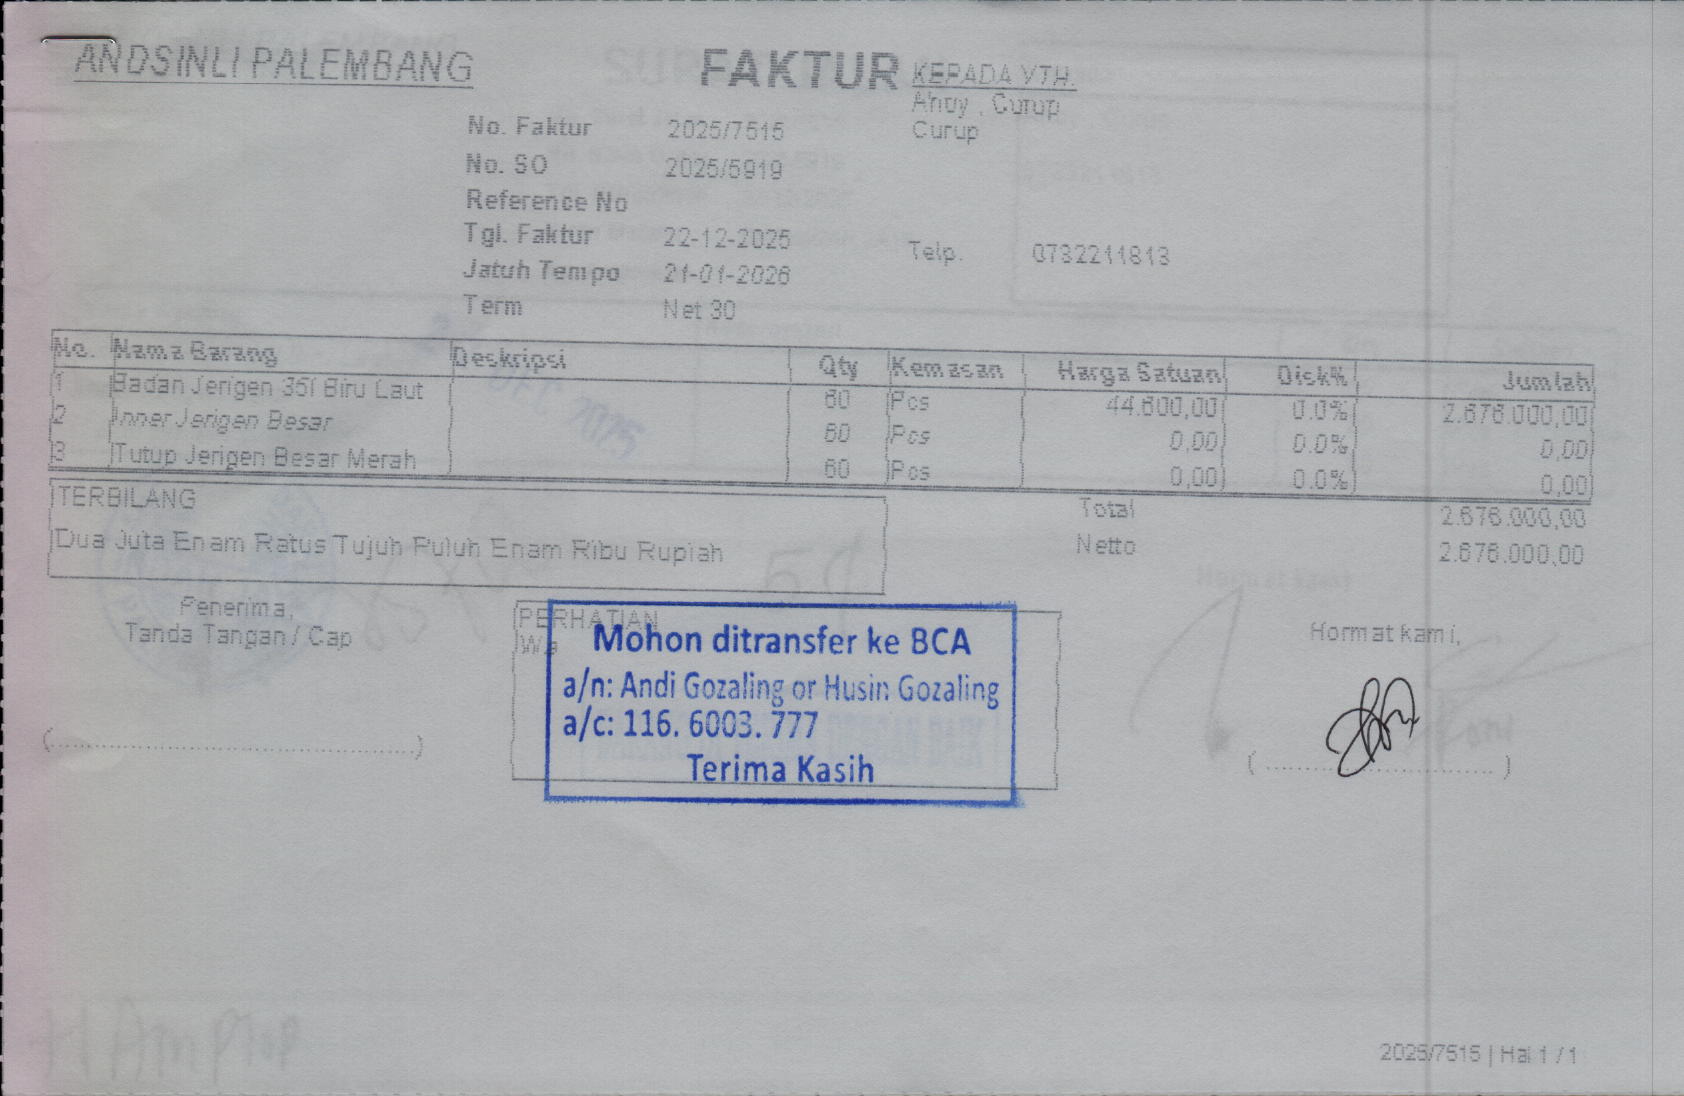 ANDSINLI PALEMBANG
FAKTUR
KEPADA YTH.
Ahoy , Curup
Curup
No. Faktur 2025/7515
No. SO 2025/5919
Reference No
Tgl. Faktur 22-12-2025
Telp. 0732211813
Jatuh Tempo 21-01-2026
Term Net 30
No. Nama Barang Deskripsi Qty Kemasan Harga Satuan Disk% Jumlah
1 Badan Jerigen 35l Biru Laut 60 Pcs 44.600,00 0.0% 2.676.000,00
2 Inner Jerigen Besar 60 Pcs 0,00 0.0% 0,00
3 Tutup Jerigen Besar Merah 60 Pcs 0,00 0.0% 0,00
DEC 2025
TERBILANG
Dua Juta Enam Ratus Tujuh Puluh Enam Ribu Rupiah
Total 2.676.000,00
Netto 2.676.000,00
Penerima,
Tanda Tangan / Cap
(........................................................)
PERHATIAN
Mohon ditransfer ke BCA
a/n: Andi Gozaling or Husin Gozaling
a/c: 116. 6003. 777
Terima Kasih
Hormat kami,
( ................................... )
2025/7515 | Hal 1 / 1